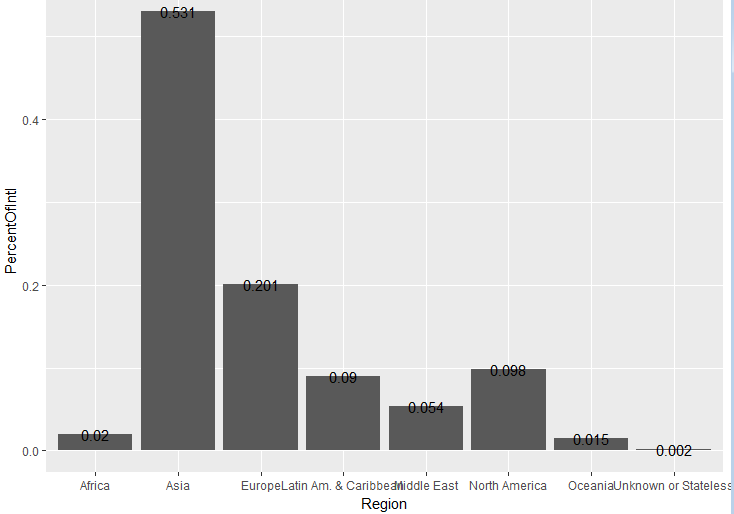 0.531
0.4
PercentOfIntl
0.2
0.201
0.09
0.098
0.054
0.02
0.015
0.002
0.0
Africa
Asia
Europe
Latin Am. & Caribbean
Middle East
North America
Oceania
Unknown or Stateless
Region